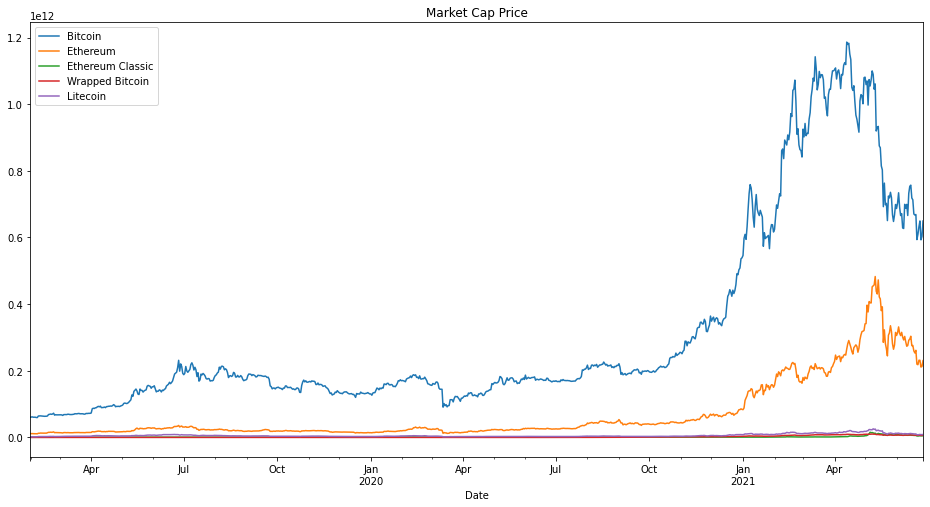 Market Cap Price
1e12
Bitcoin
Ethereum
Ethereum Classic
Wrapped Bitcoin
Litecoin
1.2
1.0
0.8
0.6
0.4
0.2
0.0
Apr Jul Oct Jan Apr Jul Oct Jan Apr
2020 2021
Date